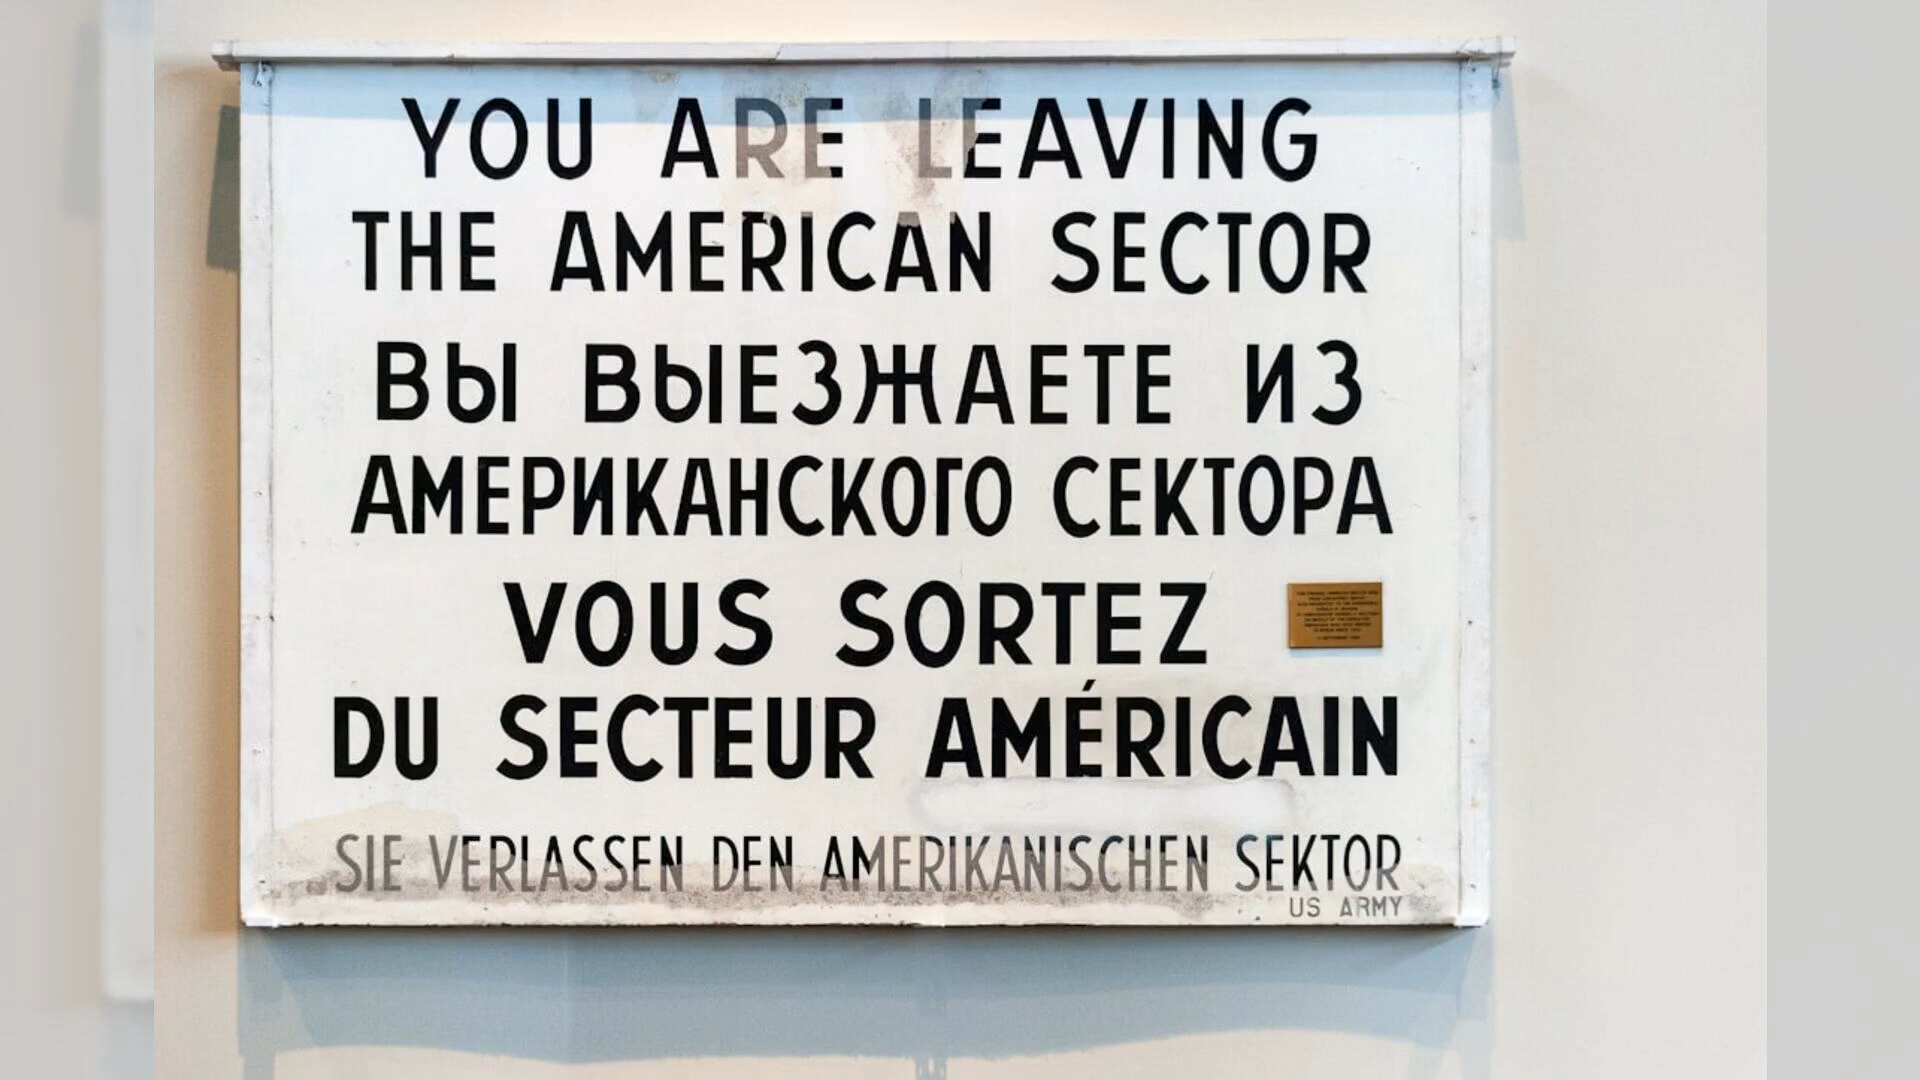 YOU ARE LEAVING
THE AMERICAN SECTOR
ВЫ ВЫЕЗЖАЕТЕ ИЗ
АМЕРИКАНСКОГО СЕКТОРА
VOUS SORTEZ
DU SECTEUR AMÉRICAIN
SIE VERLASSEN DEN AMERIKANISCHEN SEKTOR
US ARMY